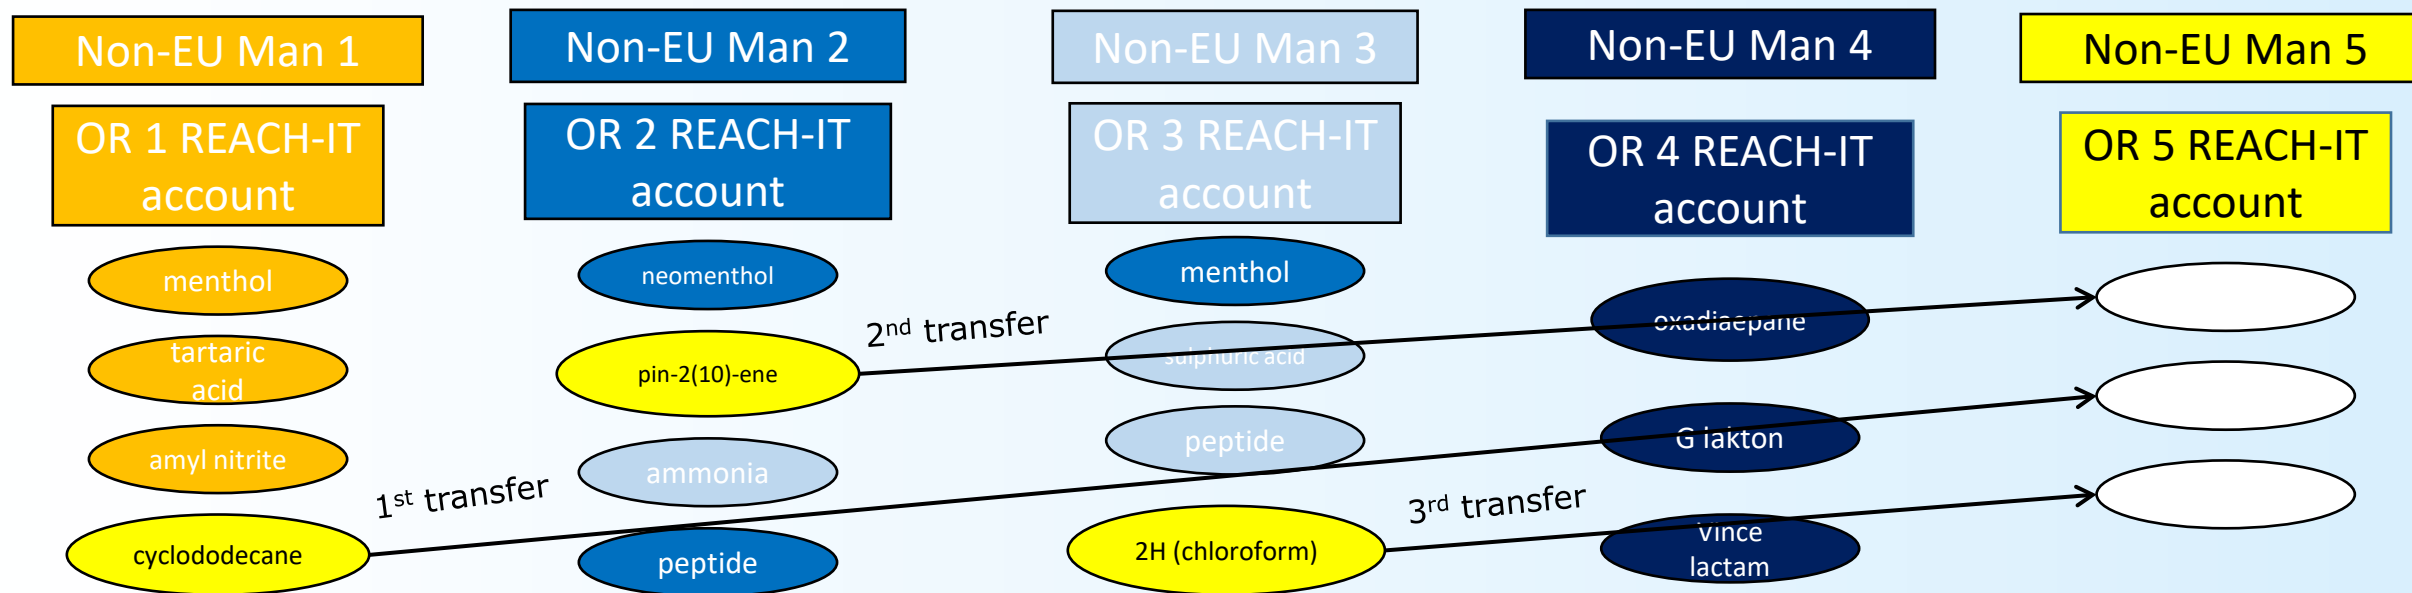 Non-EU Man 1
OR 1 REACH-IT
account
menthol
tartaric
acid
amyl nitrite
cyclododecane
1st transfer
Non-EU Man 2
OR 2 REACH-IT
account
neomenthol
pin-2(10)-ene
ammonia
peptide
2nd transfer
Non-EU Man 3
OR 3 REACH-IT
account
menthol
sulphuric acid
peptide
2H (chloroform)
3rd transfer
Non-EU Man 4
OR 4 REACH-IT
account
oxadiaepane
G lakton
Vince
lactam
Non-EU Man 5
OR 5 REACH-IT
account